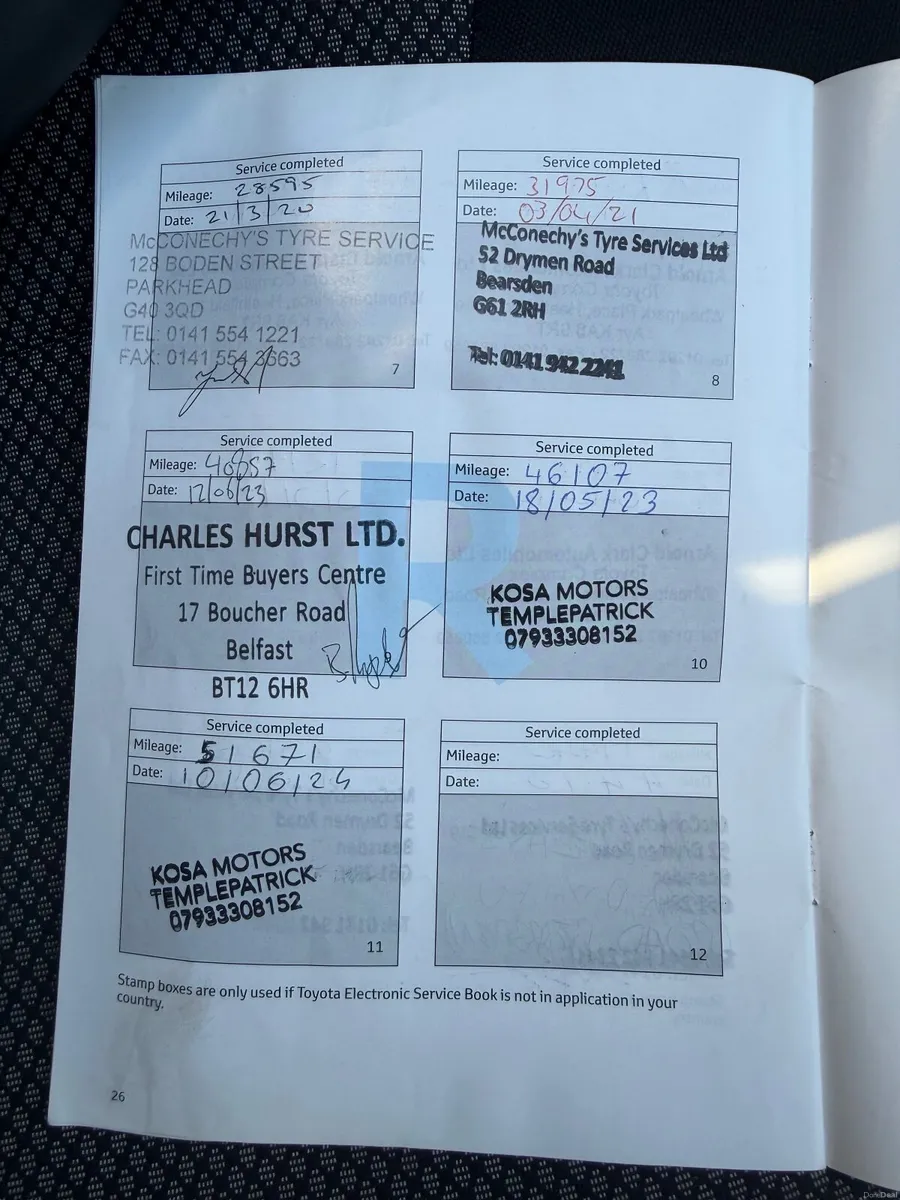 Service completed
Mileage: 28595
Date: 21/3/20
McCONECHY'S TYRE SERVICE
128 BODEN STREET
PARKHEAD
G40 3QD
TEL: 0141 554 1221
FAX: 0141 554 3663
7
Service completed
Mileage: 31975
Date: 03/04/21
McConechy's Tyre Services Ltd
52 Drymen Road
Bearsden
G61 2RH
Tel: 0141 942 2241
8
Service completed
Mileage: 40857
Date: 12/06/23
CHARLES HURST LTD.
First Time Buyers Centre
17 Boucher Road
Belfast
BT12 6HR
Service completed
Mileage: 46107
Date: 18/05/23
KOSA MOTORS
TEMPLEPATRICK
07933308152
10
Service completed
Mileage: 51671
Date: 10/06/24
KOSA MOTORS
TEMPLEPATRICK
07933308152
11
Service completed
Mileage:
Date:
12
Stamp boxes are only used if Toyota Electronic Service Book is not in application in your
country.
26
DoneDeal